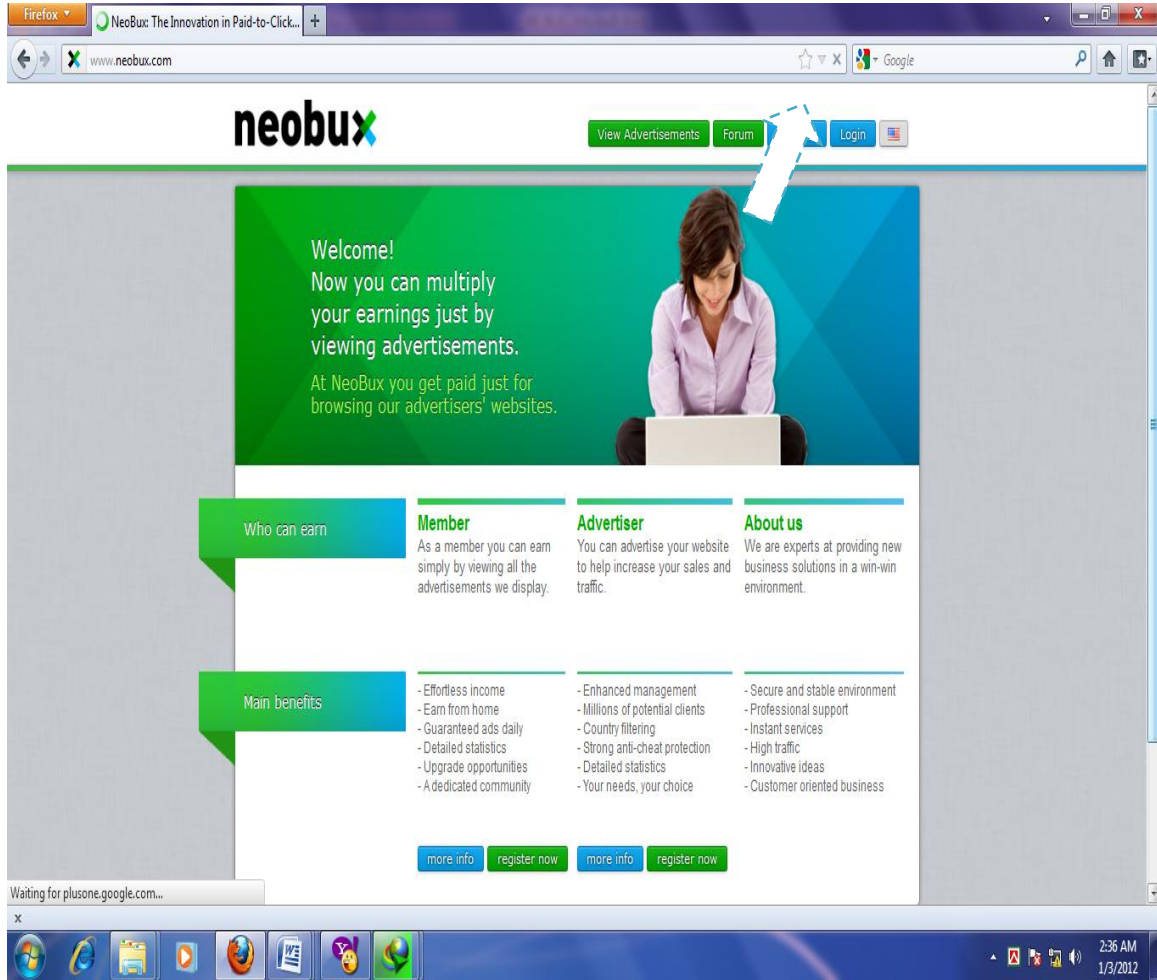 Firefox
NeoBux: The Innovation in Paid-to-Click...
www.neobux.com
Google
neobux
View Advertisements
Forum
Login
Welcome!
Now you can multiply
your earnings just by
viewing advertisements.
At NeoBux you get paid just for
browsing our advertisers' websites.
Who can earn
Member
As a member you can earn
simply by viewing all the
advertisements we display.
Advertiser
You can advertise your website
to help increase your sales and
traffic.
About us
We are experts at providing new
business solutions in a win-win
environment.
Main benefits
- Effortless income
- Earn from home
- Guaranteed ads daily
- Detailed statistics
- Upgrade opportunities
- A dedicated community
- Enhanced management
- Millions of potential clients
- Country filtering
- Strong anti-cheat protection
- Detailed statistics
- Your needs, your choice
- Secure and stable environment
- Professional support
- Instant services
- High traffic
- Innovative ideas
- Customer oriented business
more info
register now
more info
register now
Waiting for plusone.google.com...
x
2:36 AM
1/3/2012